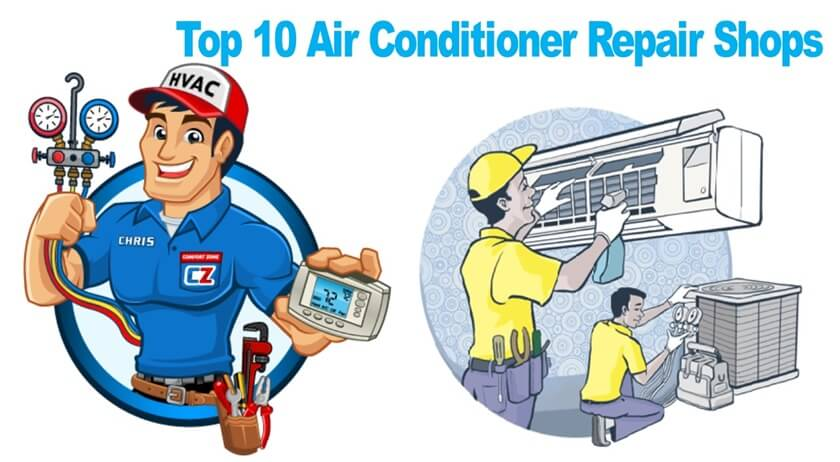 Top 10 Air Conditioner Repair Shops
HVAC
CHRIS
COMFORT ZONE
CZ
72